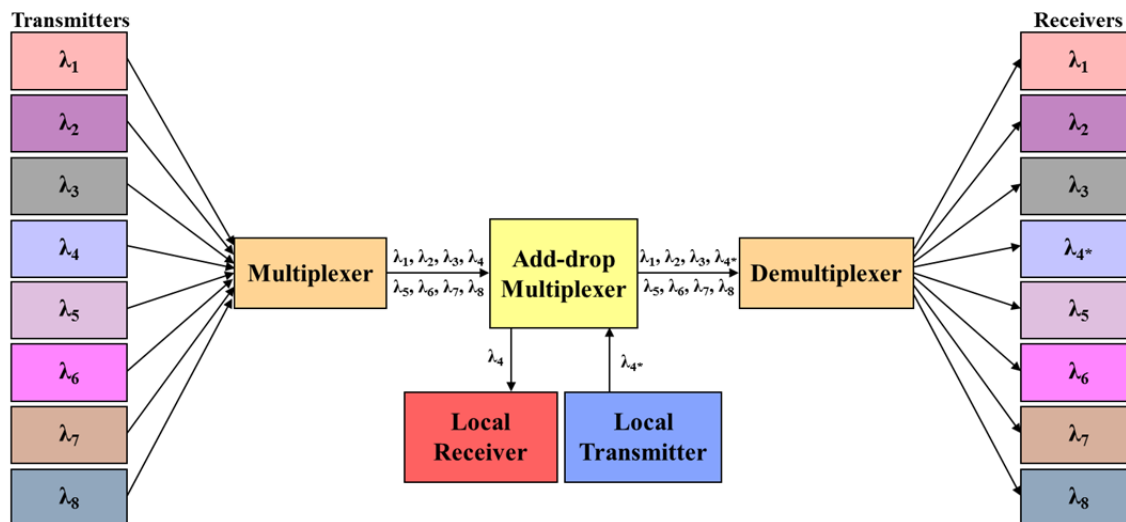 Transmitters
λ1
λ2
λ3
λ4
λ5
λ6
λ7
λ8
Multiplexer
λ1, λ2, λ3, λ4
λ5, λ6, λ7, λ8
Add-drop
Multiplexer
λ4
λ4*
Local
Receiver
Local
Transmitter
λ1, λ2, λ3, λ4*
λ5, λ6, λ7, λ8
Demultiplexer
Receivers
λ1
λ2
λ3
λ4*
λ5
λ6
λ7
λ8